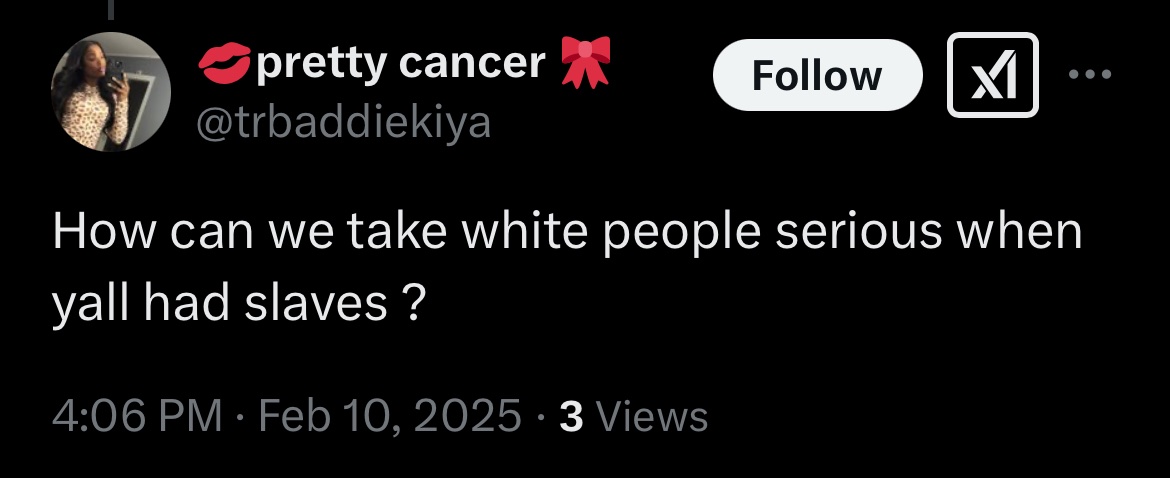 💋pretty cancer 🎀
Follow
@trbaddiekiya
How can we take white people serious when
yall had slaves ?
4:06 PM · Feb 10, 2025 · 3 Views